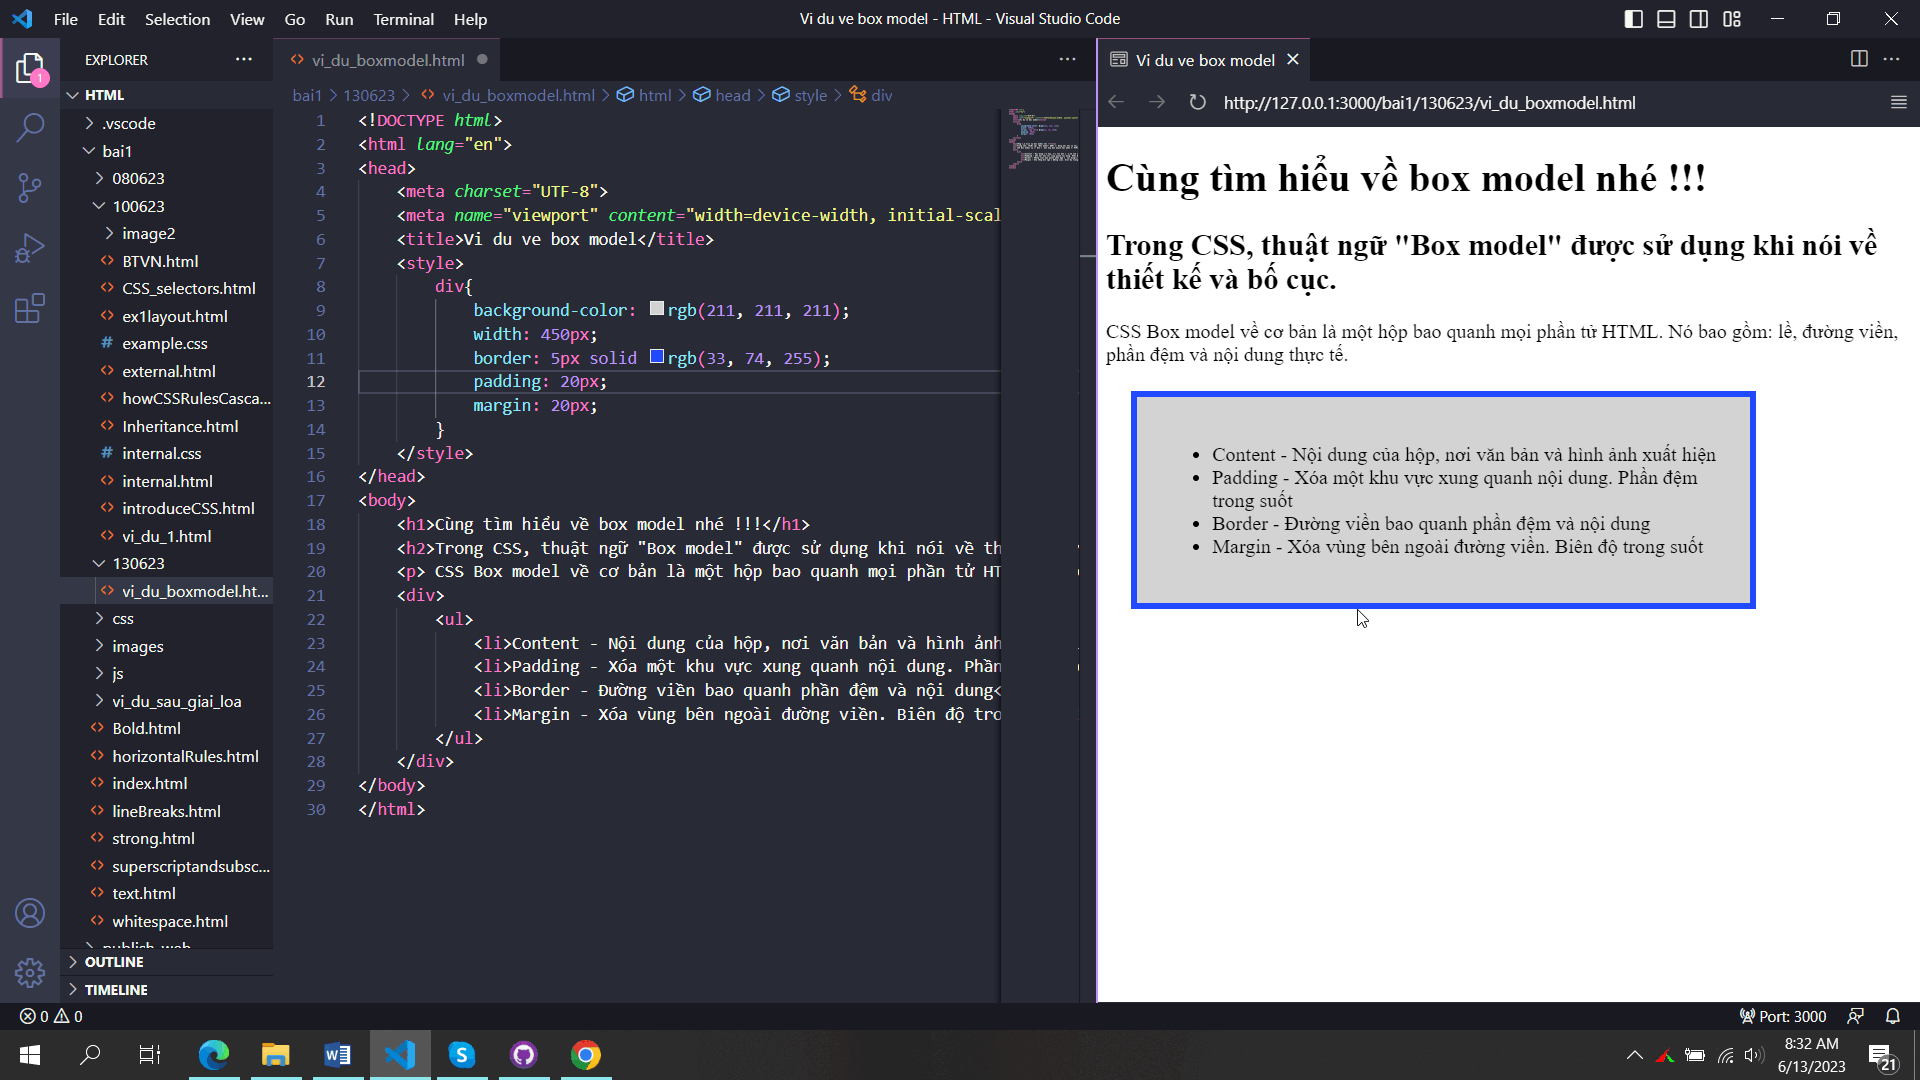 File Edit Selection View Go Run Terminal Help
Vi du ve box model - HTML - Visual Studio Code
EXPLORER
HTML
.vscode
bai1
080623
100623
image2
BTVN.html
CSS_selectors.html
ex1layout.html
example.css
external.html
howCSSRulesCasca...
Inheritance.html
internal.css
internal.html
introduceCSS.html
vi_du_1.html
130623
vi_du_boxmodel.ht...
css
images
js
vi_du_sau_giai_loa
Bold.html
horizontalRules.html
index.html
lineBreaks.html
strong.html
superscriptandsubsc...
text.html
whitespace.html
publish_web
OUTLINE
TIMELINE
1
vi_du_boxmodel.html
bai1 > 130623 > vi_du_boxmodel.html > html > head > style > div
1 <!DOCTYPE html>
2 <html lang="en">
3 <head>
4 <meta charset="UTF-8">
5 <meta name="viewport" content="width=device-width, initial-scal
6 <title>Vi du ve box model</title>
7 <style>
8 div{
9 background-color: rgb(211, 211, 211);
10 width: 450px;
11 border: 5px solid rgb(33, 74, 255);
12 padding: 20px;
13 margin: 20px;
14 }
15 </style>
16 </head>
17 <body>
18 <h1>Cùng tìm hiểu về box model nhé !!!</h1>
19 <h2>Trong CSS, thuật ngữ "Box model" được sử dụng khi nói về th
20 <p> CSS Box model về cơ bản là một hộp bao quanh mọi phần tử HT
21 <div>
22 <ul>
23 <li>Content - Nội dung của hộp, nơi văn bản và hình ảnh
24 <li>Padding - Xóa một khu vực xung quanh nội dung. Phần
25 <li>Border - Đường viền bao quanh phần đệm và nội dung<
26 <li>Margin - Xóa vùng bên ngoài đường viền. Biên độ tro
27 </ul>
28 </div>
29 </body>
30 </html>
Vi du ve box model
http://127.0.0.1:3000/bai1/130623/vi_du_boxmodel.html
Cùng tìm hiểu về box model nhé !!!
Trong CSS, thuật ngữ "Box model" được sử dụng khi nói về
thiết kế và bố cục.
CSS Box model về cơ bản là một hộp bao quanh mọi phần tử HTML. Nó bao gồm: lề, đường viền,
phần đệm và nội dung thực tế.
• Content - Nội dung của hộp, nơi văn bản và hình ảnh xuất hiện
• Padding - Xóa một khu vực xung quanh nội dung. Phần đệm
trong suốt
• Border - Đường viền bao quanh phần đệm và nội dung
• Margin - Xóa vùng bên ngoài đường viền. Biên độ trong suốt
0 0
Port: 3000
8:32 AM
6/13/2023
21